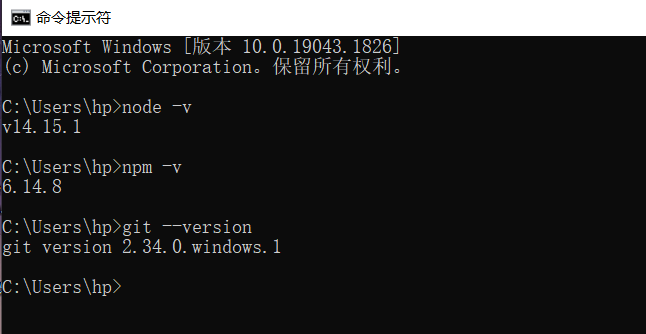 命令提示符
Microsoft Windows [版本 10.0.19043.1826]
(c) Microsoft Corporation。保留所有权利。
C:\Users\hp>node -v
v14.15.1
C:\Users\hp>npm -v
6.14.8
C:\Users\hp>git --version
git version 2.34.0.windows.1
C:\Users\hp>